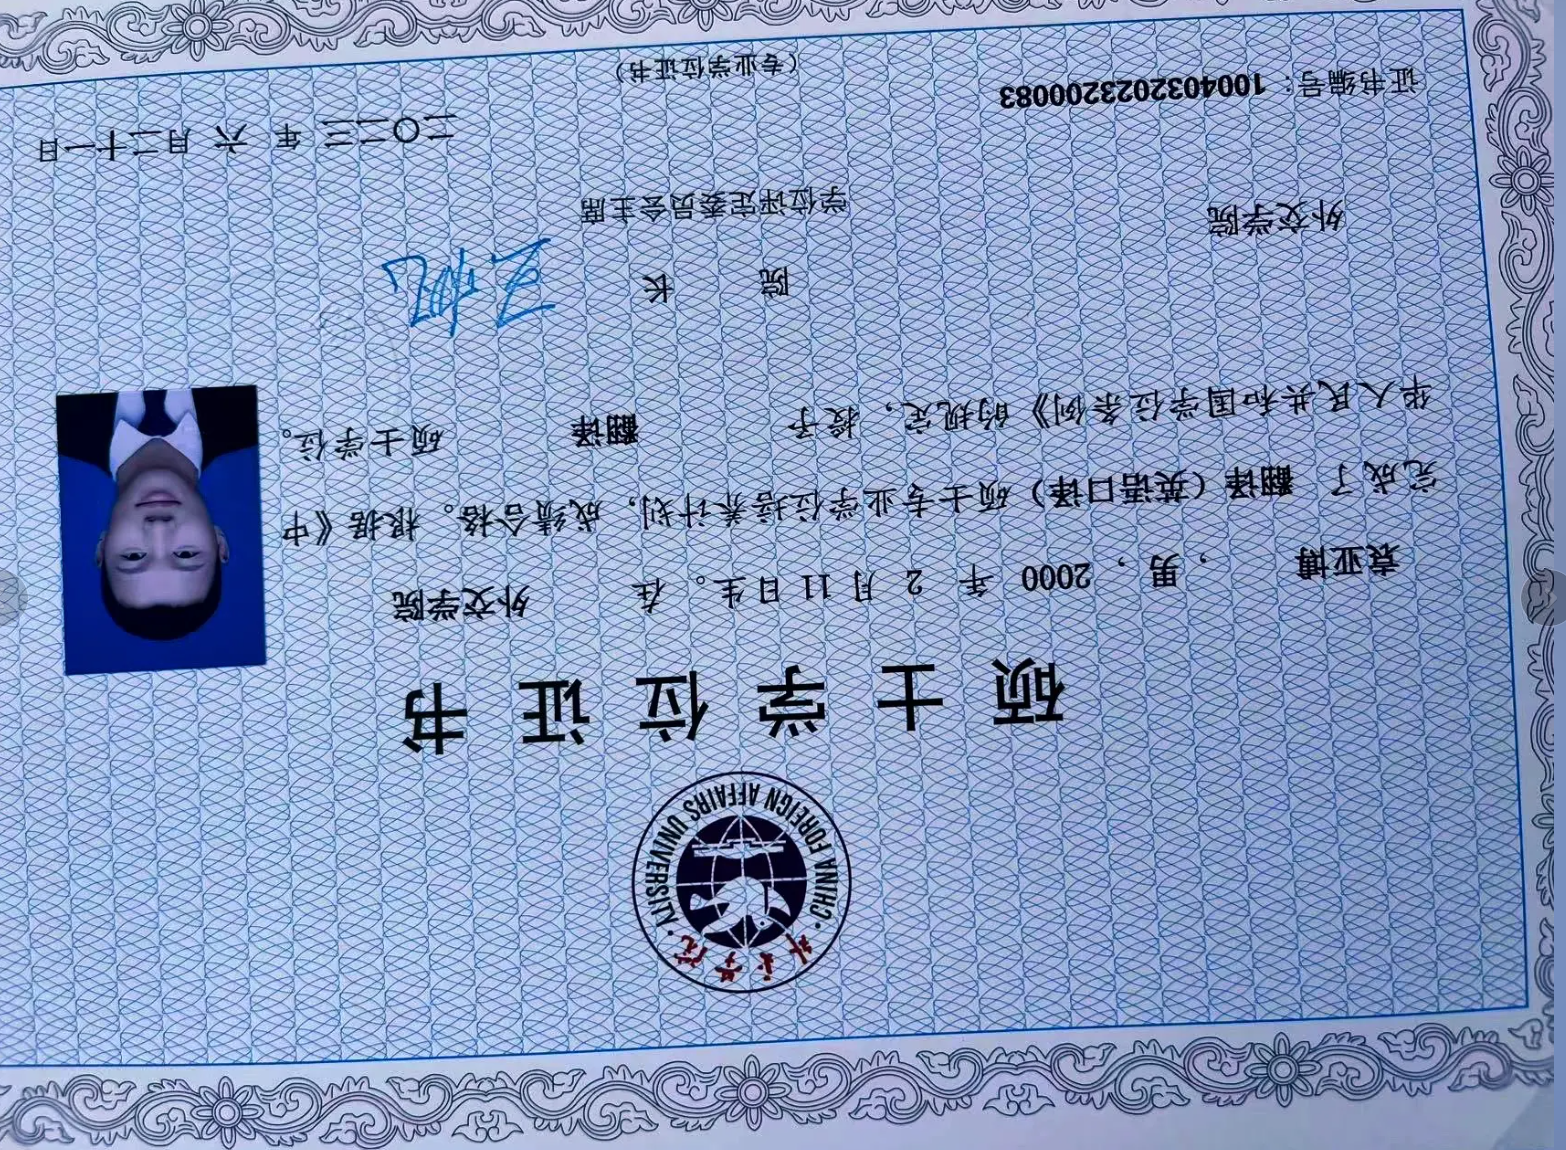 外交学院
CHINA FOREIGN AFFAIRS UNIVERSITY
硕士学位证书
袁亚博 ,男,2000 年 2 月 11 日生。在 外交学院
完成了 翻译(英语口译)硕士专业学位培养计划,成绩合格。根据《中
华人民共和国学位条例》的规定,授予 翻译 硕士学位。
院 长
外交学院 学位评定委员会主席
证书编号:1004032023200083 二〇二三 年 六 月二十一日
(专业学位证书)